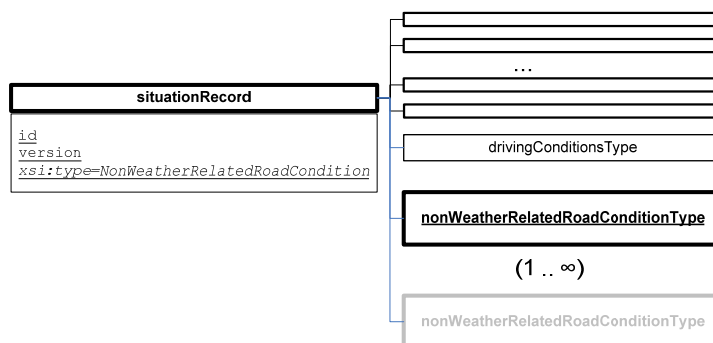 ...
situationRecord
id
version
xsi:type=NonWeatherRelatedRoadCondition
drivingConditionsType
nonWeatherRelatedRoadConditionType
(1 .. ∞)
nonWeatherRelatedRoadConditionType